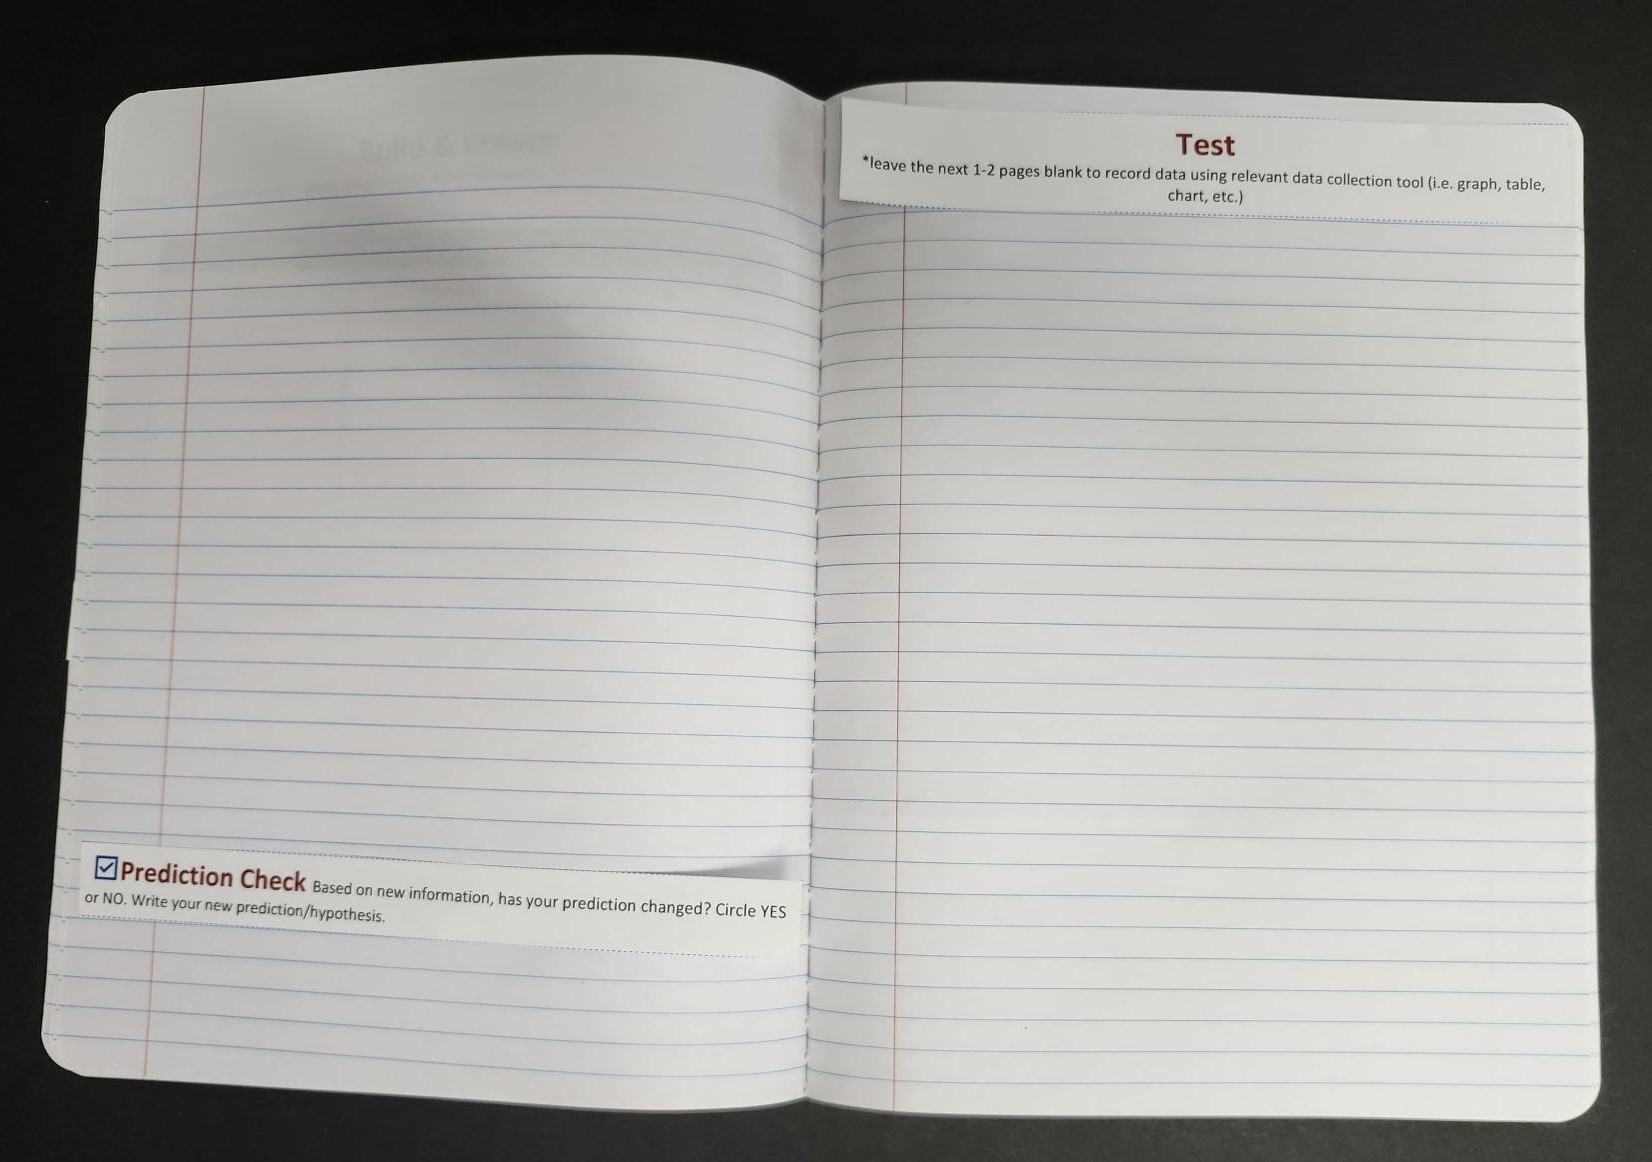 Build & Create
Prediction Check Based on new information, has your prediction changed? Circle YES
or NO. Write your new prediction/hypothesis.
Test
*leave the next 1-2 pages blank to record data using relevant data collection tool (i.e. graph, table,
chart, etc.)